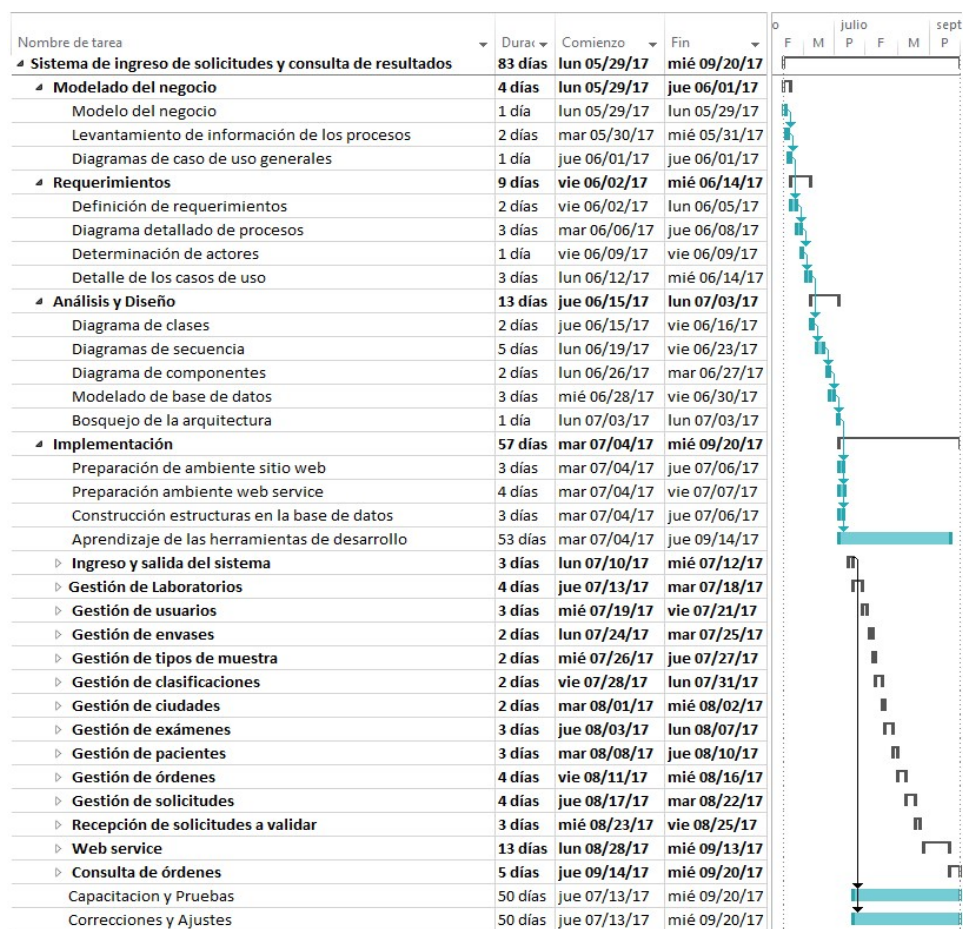 o julio sept
Nombre de tarea Durac Comienzo Fin F M P F M P
Sistema de ingreso de solicitudes y consulta de resultados 83 días lun 05/29/17 mié 09/20/17
Modelado del negocio 4 días lun 05/29/17 jue 06/01/17
Modelo del negocio 1 día lun 05/29/17 lun 05/29/17
Levantamiento de información de los procesos 2 días mar 05/30/17 mié 05/31/17
Diagramas de caso de uso generales 1 día jue 06/01/17 jue 06/01/17
Requerimientos 9 días vie 06/02/17 mié 06/14/17
Definición de requerimientos 2 días vie 06/02/17 lun 06/05/17
Diagrama detallado de procesos 3 días mar 06/06/17 jue 06/08/17
Determinación de actores 1 día vie 06/09/17 vie 06/09/17
Detalle de los casos de uso 3 días lun 06/12/17 mié 06/14/17
Análisis y Diseño 13 días jue 06/15/17 lun 07/03/17
Diagrama de clases 2 días jue 06/15/17 vie 06/16/17
Diagramas de secuencia 5 días lun 06/19/17 vie 06/23/17
Diagrama de componentes 2 días lun 06/26/17 mar 06/27/17
Modelado de base de datos 3 días mié 06/28/17 vie 06/30/17
Bosquejo de la arquitectura 1 día lun 07/03/17 lun 07/03/17
Implementación 57 días mar 07/04/17 mié 09/20/17
Preparación de ambiente sitio web 3 días mar 07/04/17 jue 07/06/17
Preparación ambiente web service 4 días mar 07/04/17 vie 07/07/17
Construcción estructuras en la base de datos 3 días mar 07/04/17 jue 07/06/17
Aprendizaje de las herramientas de desarrollo 53 días mar 07/04/17 jue 09/14/17
Ingreso y salida del sistema 3 días lun 07/10/17 mié 07/12/17
Gestión de Laboratorios 4 días jue 07/13/17 mar 07/18/17
Gestión de usuarios 3 días mié 07/19/17 vie 07/21/17
Gestión de envases 2 días lun 07/24/17 mar 07/25/17
Gestión de tipos de muestra 2 días mié 07/26/17 jue 07/27/17
Gestión de clasificaciones 2 días vie 07/28/17 lun 07/31/17
Gestión de ciudades 2 días mar 08/01/17 mié 08/02/17
Gestión de exámenes 3 días jue 08/03/17 lun 08/07/17
Gestión de pacientes 3 días mar 08/08/17 jue 08/10/17
Gestión de órdenes 4 días vie 08/11/17 mié 08/16/17
Gestión de solicitudes 4 días jue 08/17/17 mar 08/22/17
Recepción de solicitudes a validar 3 días mié 08/23/17 vie 08/25/17
Web service 13 días lun 08/28/17 mié 09/13/17
Consulta de órdenes 5 días jue 09/14/17 mié 09/20/17
Capacitacion y Pruebas 50 días jue 07/13/17 mié 09/20/17
Correcciones y Ajustes 50 días jue 07/13/17 mié 09/20/17